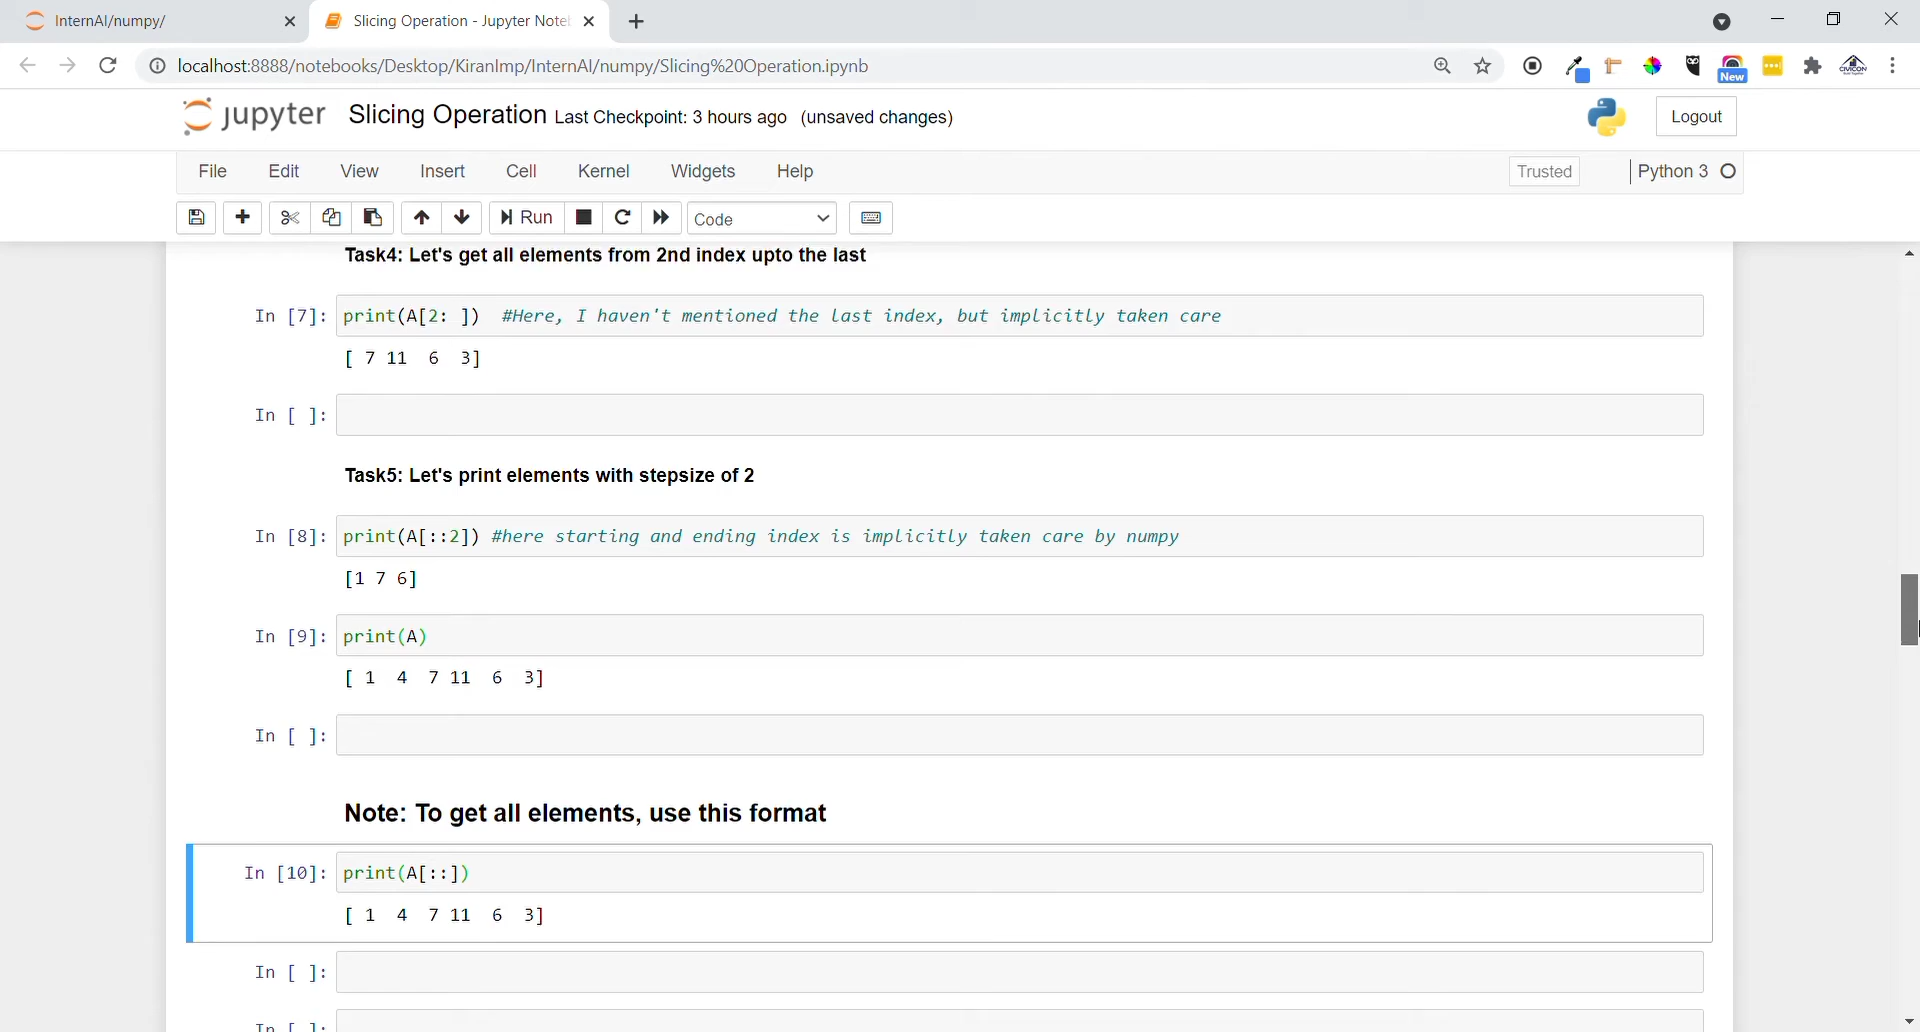 InternAI/numpy/
Slicing Operation - Jupyter Note
localhost:8888/notebooks/Desktop/KiranImp/InternAI/numpy/Slicing%20Operation.ipynb
New
CIVICON
jupyter Slicing Operation Last Checkpoint: 3 hours ago (unsaved changes)
Logout
File Edit View Insert Cell Kernel Widgets Help
Trusted
Python 3
Run
Code
Task4: Let's get all elements from 2nd index upto the last
In [7]: print(A[2: ])  #Here, I haven't mentioned the last index, but implicitly taken care
[ 7 11  6  3]
In [ ]:
Task5: Let's print elements with stepsize of 2
In [8]: print(A[::2]) #here starting and ending index is implicitly taken care by numpy
[1 7 6]
In [9]: print(A)
[ 1  4  7 11  6  3]
In [ ]:
Note: To get all elements, use this format
In [10]: print(A[::])
[ 1  4  7 11  6  3]
In [ ]:
In [ ]: